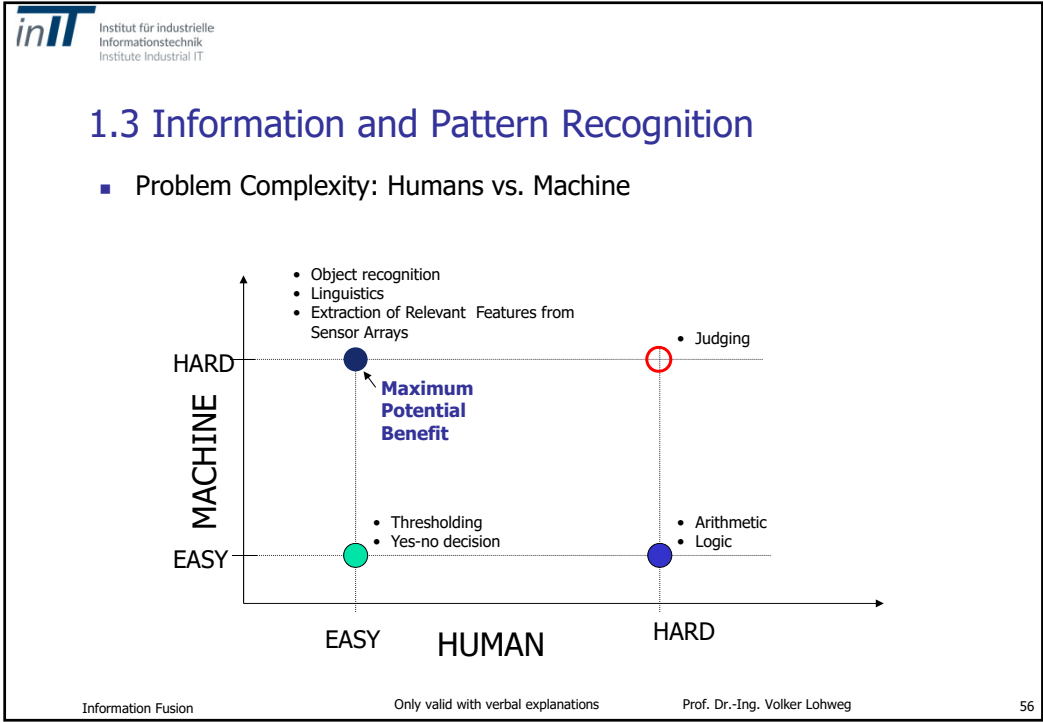 inIT
Institut für industrielle
Informationstechnik
Institute Industrial IT
1.3 Information and Pattern Recognition
▪ Problem Complexity: Humans vs. Machine
• Object recognition
• Linguistics
• Extraction of Relevant Features from
Sensor Arrays
• Judging
HARD
Maximum
Potential
Benefit
MACHINE
• Thresholding
• Yes-no decision
• Arithmetic
• Logic
EASY
EASY
HUMAN
HARD
Information Fusion
Only valid with verbal explanations
Prof. Dr.-Ing. Volker Lohweg
56